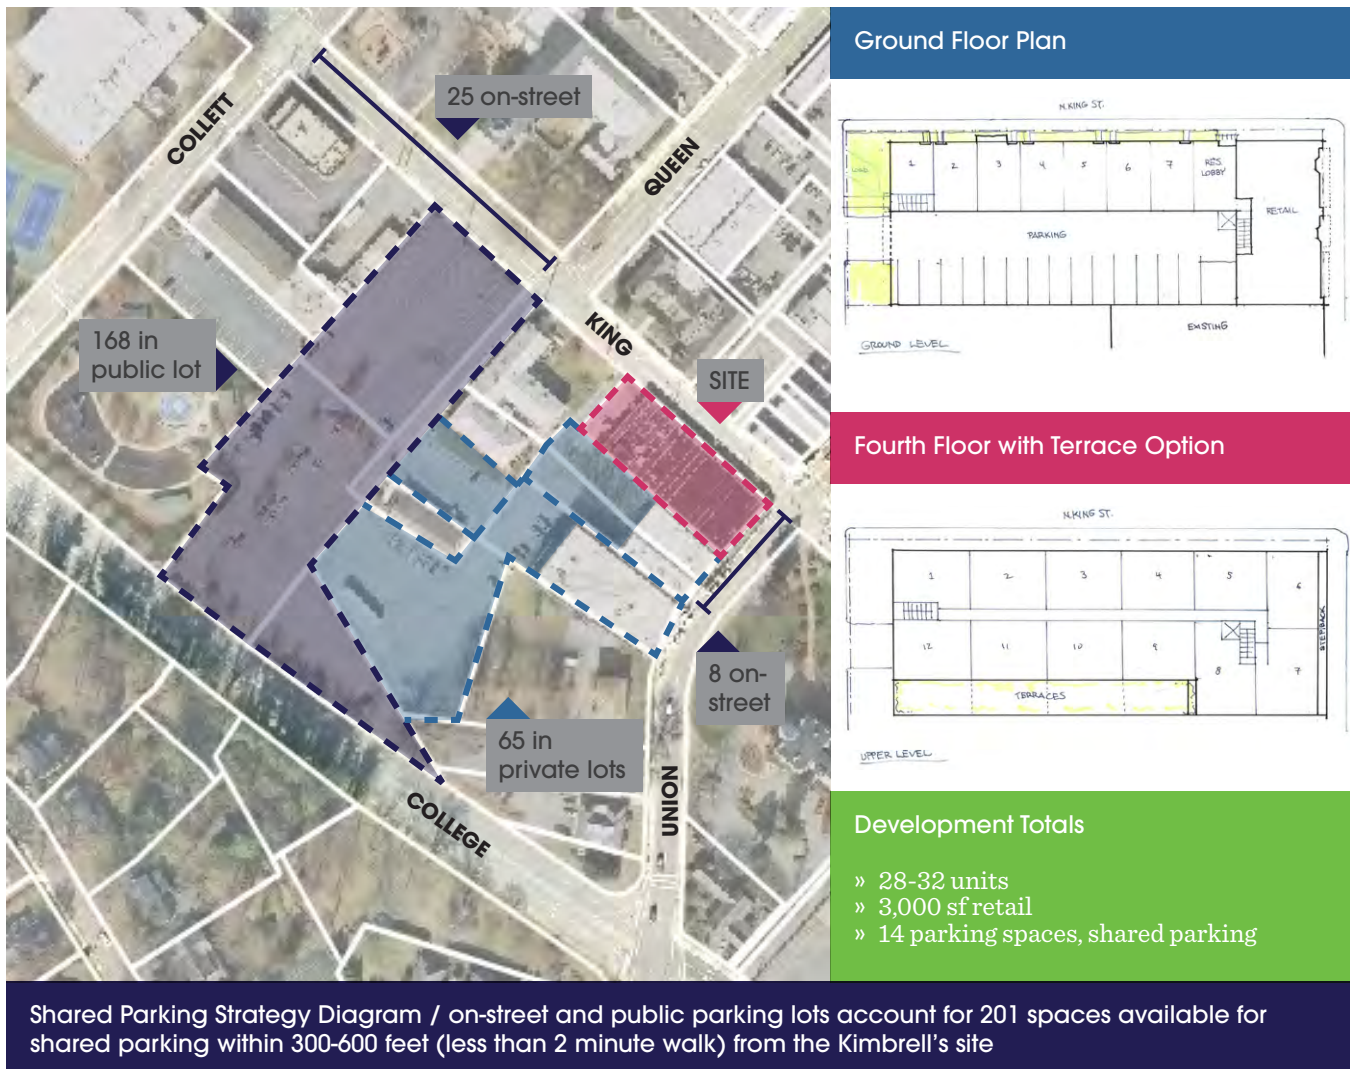 COLLETT
25 on-street
QUEEN
KING
168 in
public lot
SITE
8 on-
street
65 in
private lots
UNION
COLLEGE
Ground Floor Plan
N.KING ST.
LOAD
1
2
3
4
5
6
7
RES.
LOBBY
RETAIL
PARKING
EXISTING
GROUND LEVEL
Fourth Floor with Terrace Option
N.KING ST.
1
2
3
4
5
6
STEPBACK
12
11
10
9
8
7
TERRACES
UPPER LEVEL
Development Totals
» 28-32 units
» 3,000 sf retail
» 14 parking spaces, shared parking
Shared Parking Strategy Diagram / on-street and public parking lots account for 201 spaces available for
shared parking within 300-600 feet (less than 2 minute walk) from the Kimbrell’s site